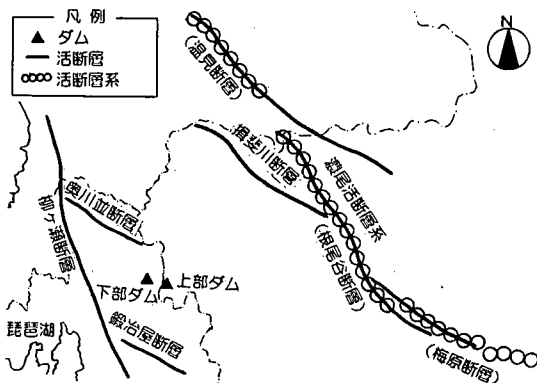 凡例
ダム
活断層
活断層系
N
(温見断層)
揖斐川断層
濃尾活断層系
(根尾谷断層)
(梅原断層)
奥川並断層
柳ヶ瀬断層
下部ダム
上部ダム
鍛冶屋断層
琵琶湖